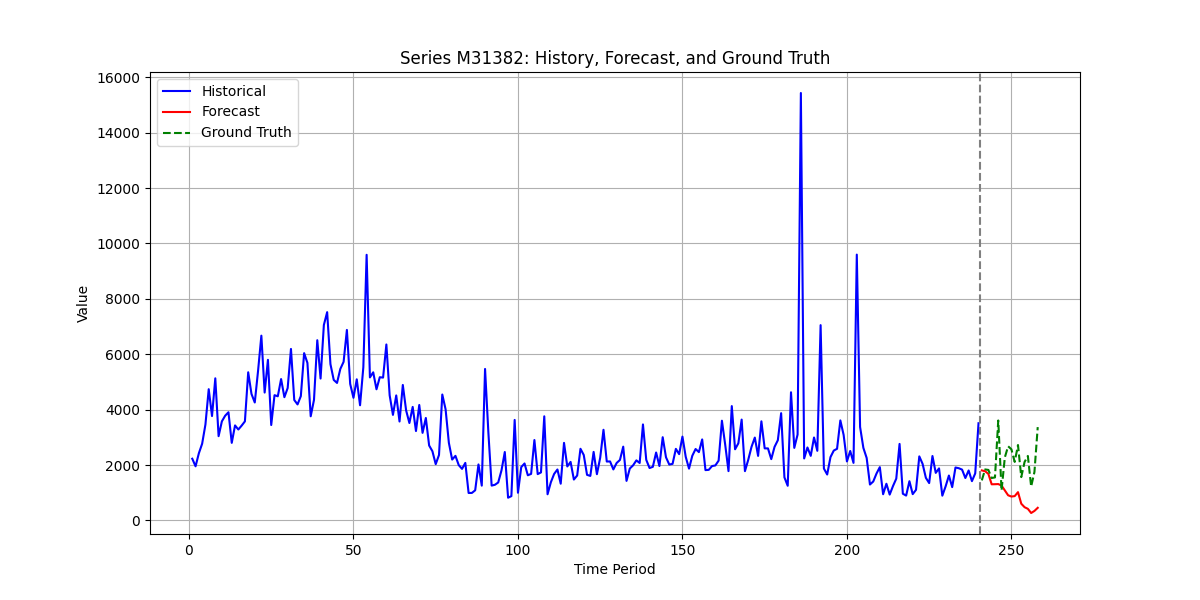 Series M31382: History, Forecast, and Ground Truth
16000
14000
12000
10000
8000
6000
4000
2000
0
Value
Historical
Forecast
Ground Truth
0
50
100
150
200
250
Time Period